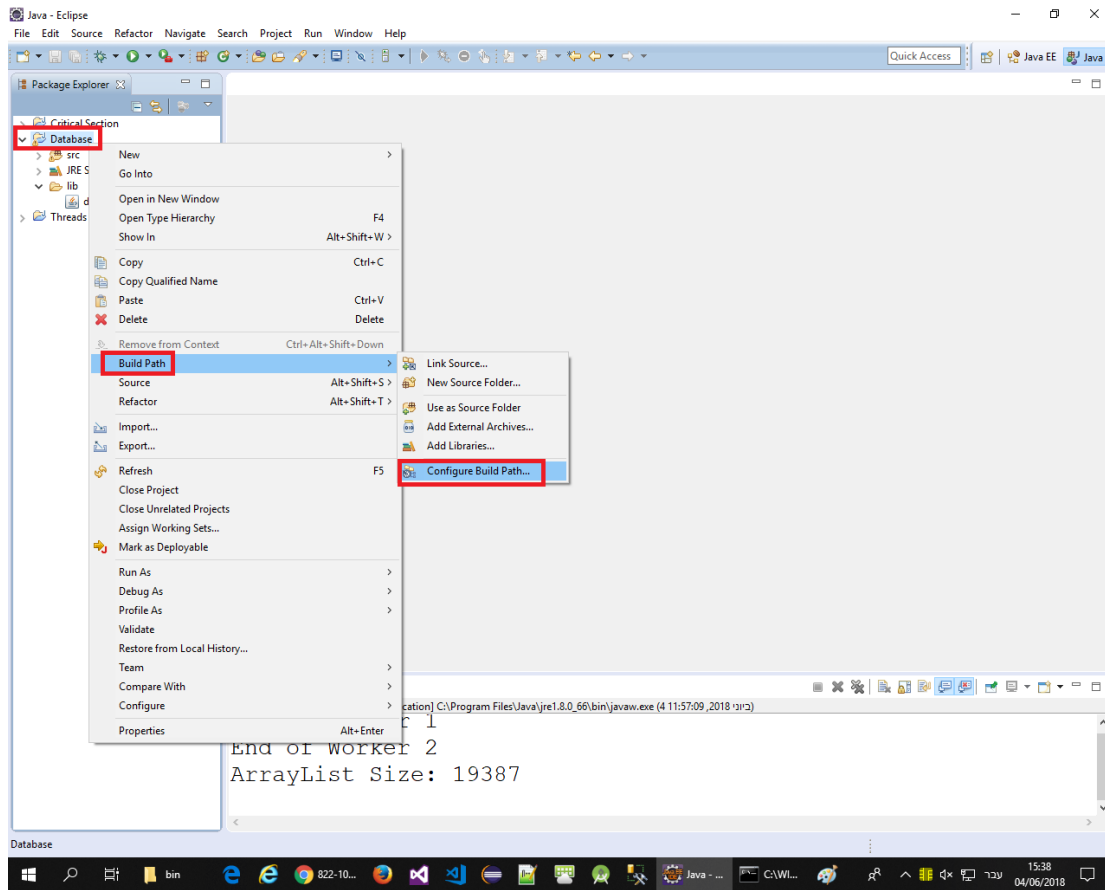 Java - Eclipse
File Edit Source Refactor Navigate Search Project Run Window Help
Quick Access Java EE Java
Package Explorer
Critical Section
Database
src
JRE S
lib
d
Threads
New
Go Into
Open in New Window
Open Type Hierarchy F4
Show In Alt+Shift+W >
Copy Ctrl+C
Copy Qualified Name
Paste Ctrl+V
Delete Delete
Remove from Context Ctrl+Alt+Shift+Down
Build Path
Source Alt+Shift+S >
Refactor Alt+Shift+T >
Import...
Export...
Refresh F5
Close Project
Close Unrelated Projects
Assign Working Sets...
Mark as Deployable
Run As
Debug As
Profile As
Validate
Restore from Local History...
Team
Compare With
Configure
Properties Alt+Enter
Link Source...
New Source Folder...
Use as Source Folder
Add External Archives...
Add Libraries...
Configure Build Path...
cation] C:\Program Files\Java\jre1.8.0_66\bin\javaw.exe (4 11:57:09 ,2018 ביוני)
r 1
End of Worker 2
ArrayList Size: 19387
Database
bin 822-10... Java - ... C:\WI... עבר 15:38
04/06/2018